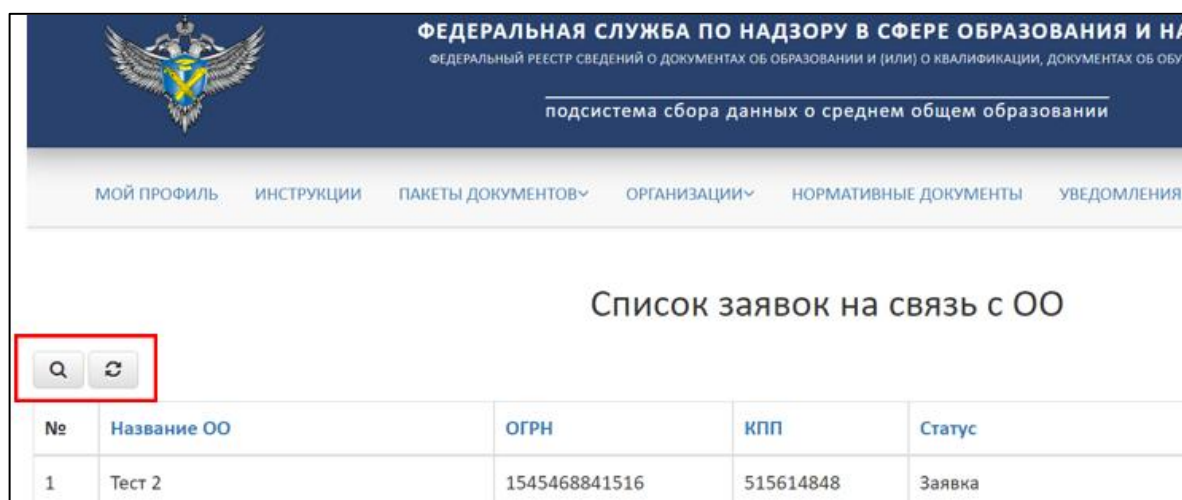 ФЕДЕРАЛЬНАЯ СЛУЖБА ПО НАДЗОРУ В СФЕРЕ ОБРАЗОВАНИЯ И НА
ФЕДЕРАЛЬНЫЙ РЕЕСТР СВЕДЕНИЙ О ДОКУМЕНТАХ ОБ ОБРАЗОВАНИИ И (ИЛИ) О КВАЛИФИКАЦИИ, ДОКУМЕНТАХ ОБ ОБУ
подсистема сбора данных о среднем общем образовании
МОЙ ПРОФИЛЬ ИНСТРУКЦИИ ПАКЕТЫ ДОКУМЕНТОВ ОРГАНИЗАЦИИ НОРМАТИВНЫЕ ДОКУМЕНТЫ УВЕДОМЛЕНИЯ
Список заявок на связь с ОО
№ Название ОО ОГРН КПП Статус
1 Тест 2 1545468841516 515614848 Заявка